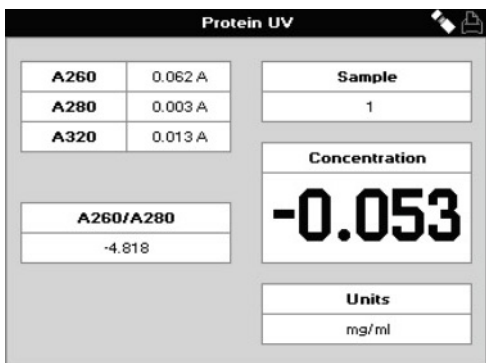 Protein UV
A260 0.062 A
A280 0.003 A
A320 0.013 A
A260/A280
-4.818
Sample
1
Concentration
-0.053
Units
mg/ml